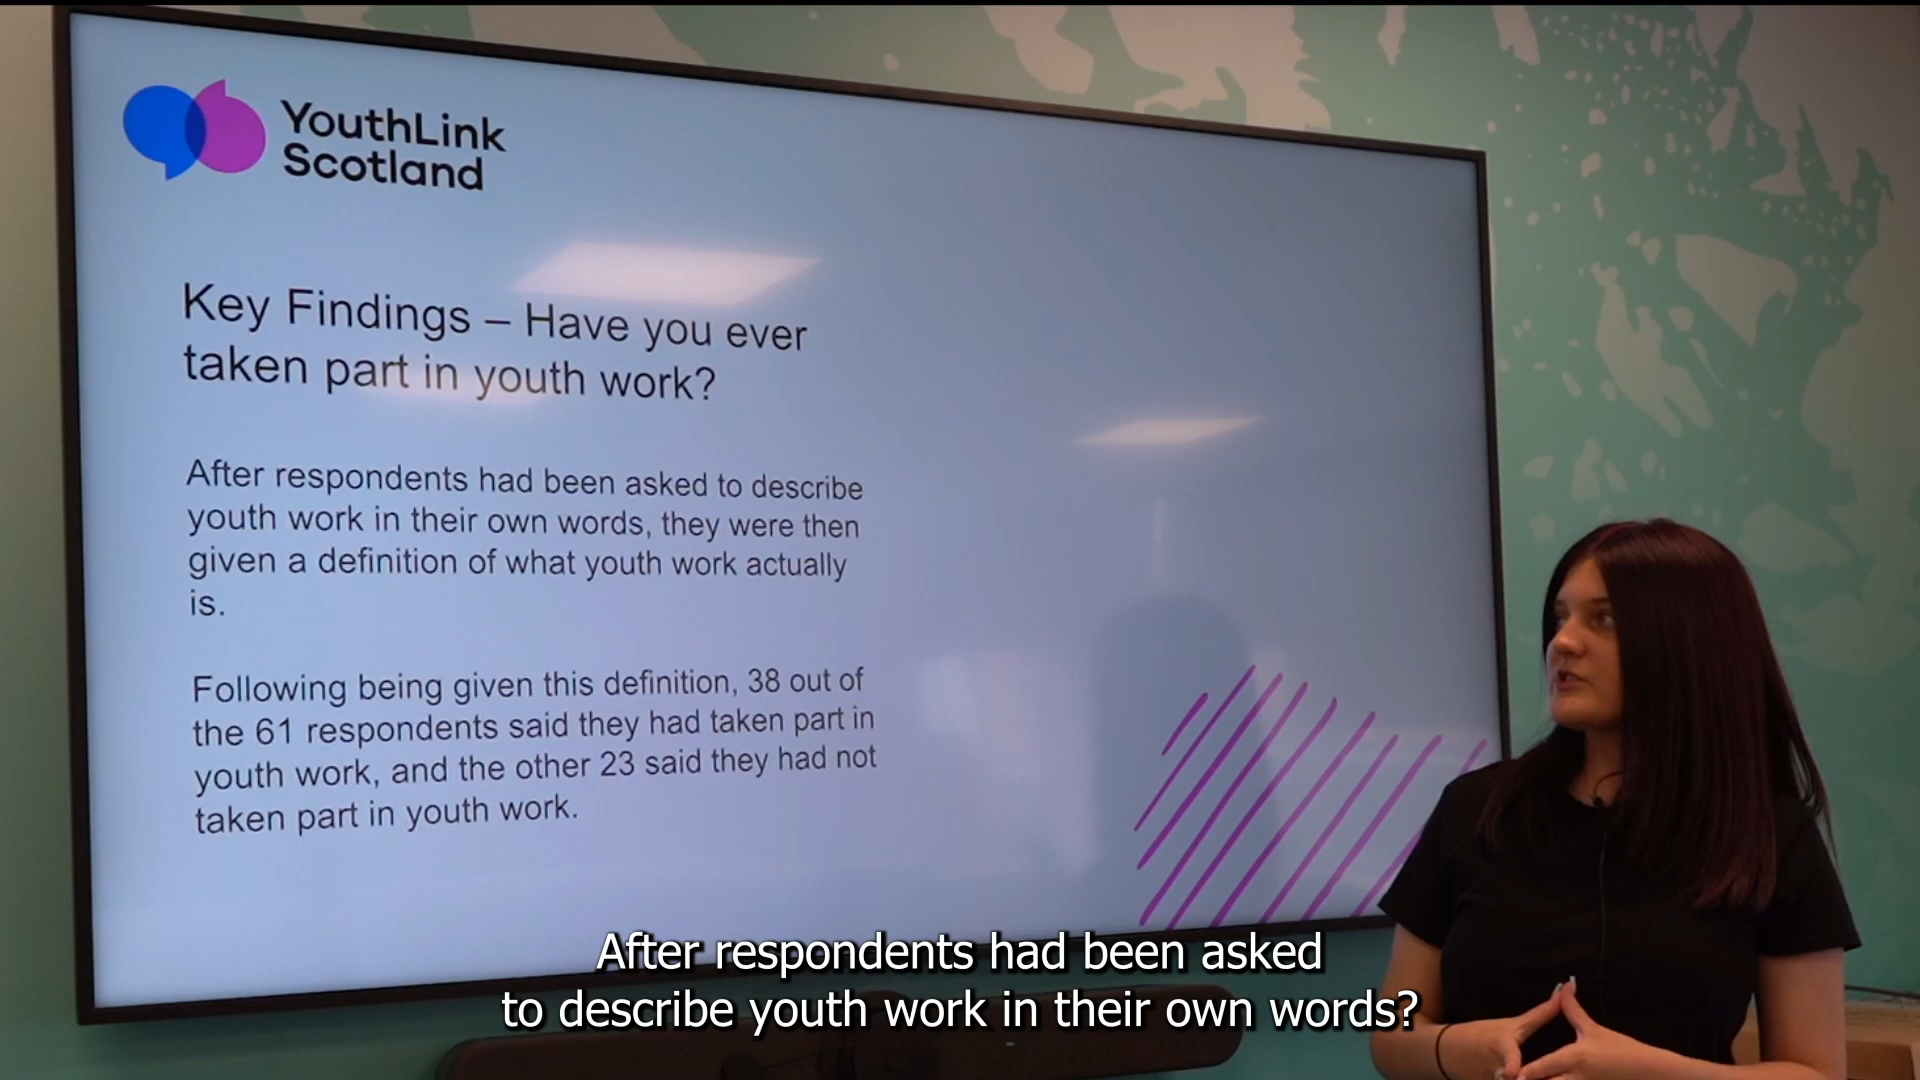 YouthLink
Scotland
Key Findings – Have you ever
taken part in youth work?
After respondents had been asked to describe
youth work in their own words, they were then
given a definition of what youth work actually
is.
Following being given this definition, 38 out of
the 61 respondents said they had taken part in
youth work, and the other 23 said they had not
taken part in youth work.
After respondents had been asked
to describe youth work in their own words?